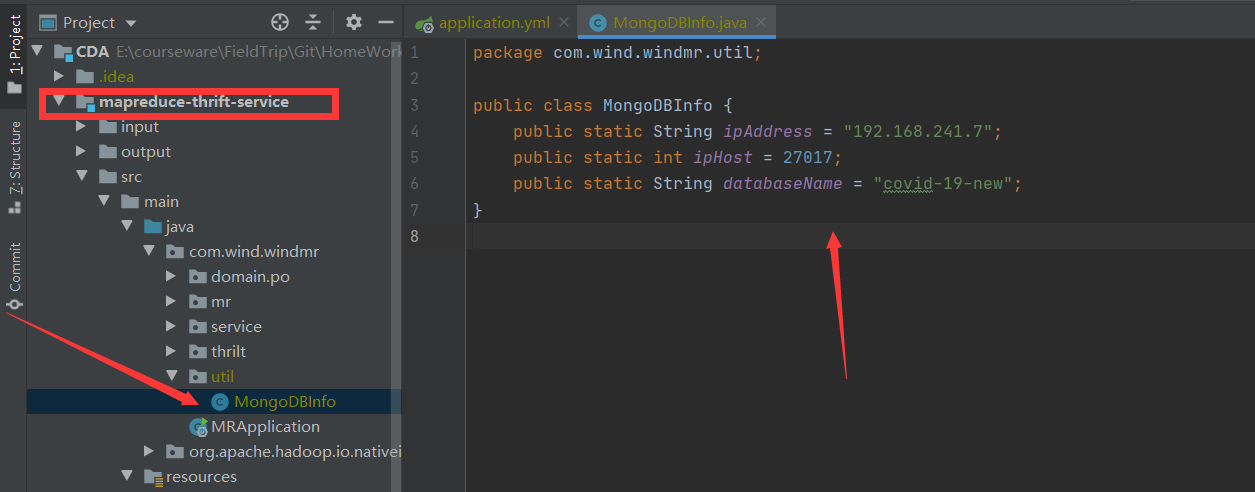 1: Project
Z: Structure
Commit
Project
CDA E:\courseware\FieldTrip\Git\HomeWork
.idea
mapreduce-thrift-service
input
output
src
main
java
com.wind.windmr
domain.po
mr
service
thrilt
util
MongoDBInfo
MRApplication
org.apache.hadoop.io.nativei
resources
application.yml
MongoDBInfo.java
1 package com.wind.windmr.util;
2
3 public class MongoDBInfo {
4 public static String ipAddress = "192.168.241.7";
5 public static int ipHost = 27017;
6 public static String databaseName = "covid-19-new";
7 }
8